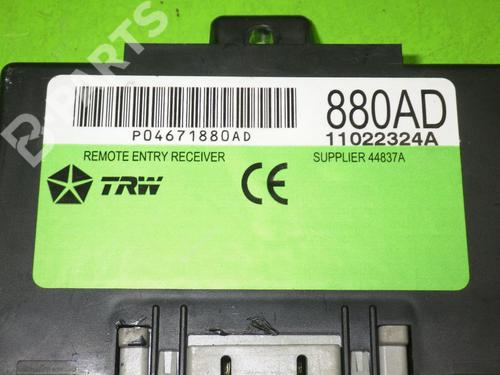 B-PARTS
880AD
P04671880AD
11022324A
REMOTE ENTRY RECEIVER
SUPPLIER 44837A
TRW
CE